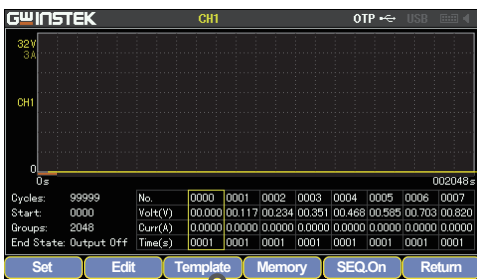 GWINSTEK CH1 OTP USB
32V
3A
CH1
0
0s 002048s
Cycles: 99999 No. 0000 0001 0002 0003 0004 0005 0006 0007
Start: 0000 Volt(V) 00.000 00.117 00.234 00.351 00.468 00.585 00.703 00.820
Groups: 2048 Curr(A) 0.0000 0.0000 0.0000 0.0000 0.0000 0.0000 0.0000 0.0000
End State: Output Off Time(s) 0001 0001 0001 0001 0001 0001 0001 0001
Set Edit Template Memory SEQ.On Return